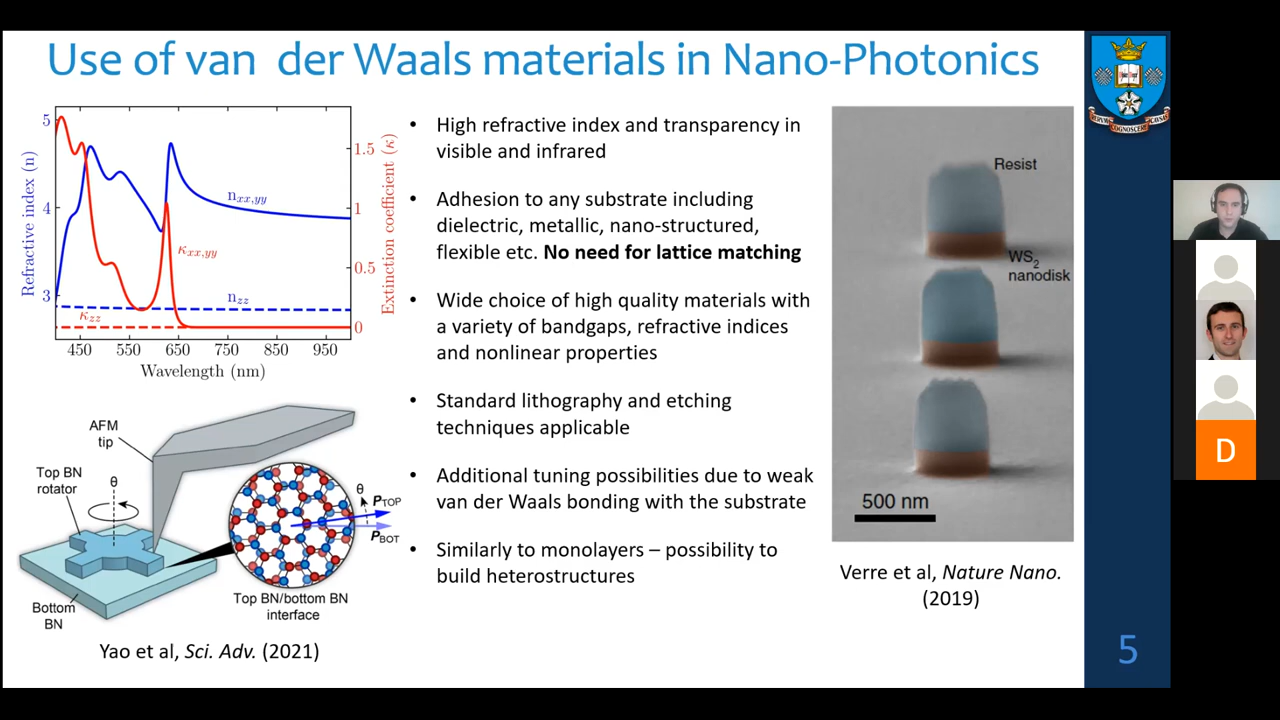 Use of van der Waals materials in Nano-Photonics
5
4
3
Refractive index (n)
1.5
1
0.5
0
Extinction coefficient (κ)
n_xx,yy
κ_xx,yy
n_zz
κ_zz
450
550
650
750
850
950
Wavelength (nm)
AFM
tip
Top BN
rotator
θ
θ
P_TOP
P_BOT
Bottom
BN
Top BN/bottom BN
interface
Yao et al, Sci. Adv. (2021)
• High refractive index and transparency in
visible and infrared
• Adhesion to any substrate including
dielectric, metallic, nano-structured,
flexible etc. No need for lattice matching
• Wide choice of high quality materials with
a variety of bandgaps, refractive indices
and nonlinear properties
• Standard lithography and etching
techniques applicable
• Additional tuning possibilities due to weak
van der Waals bonding with the substrate
• Similarly to monolayers – possibility to
build heterostructures
Resist
WS₂
nanodisk
500 nm
Verre et al, Nature Nano.
(2019)
RERUM COGNOSCERE CAUSAS
5
D